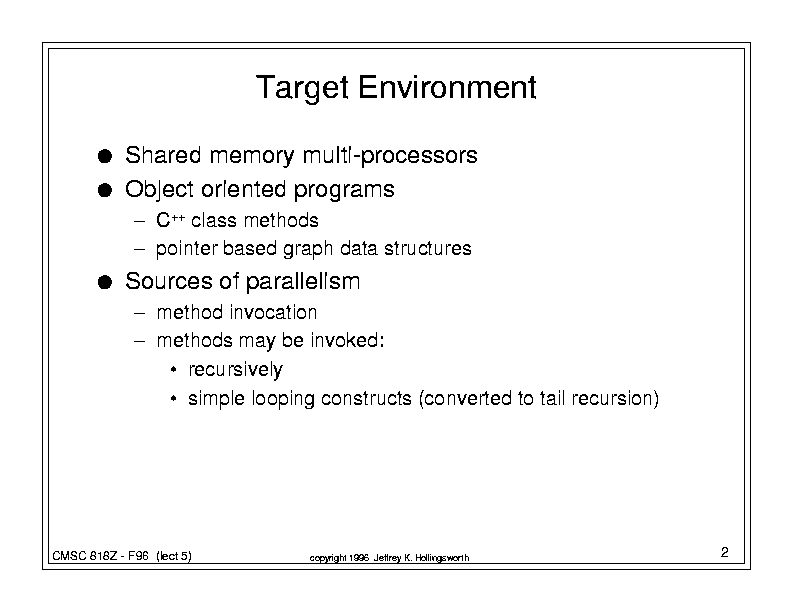 Target Environment
● Shared memory multi-processors
● Object oriented programs
– C++ class methods
– pointer based graph data structures
● Sources of parallelism
– method invocation
– methods may be invoked:
• recursively
• simple looping constructs (converted to tail recursion)
CMSC 818Z - F96 (lect 5)
copyright 1996 Jeffrey K. Hollingsworth
2